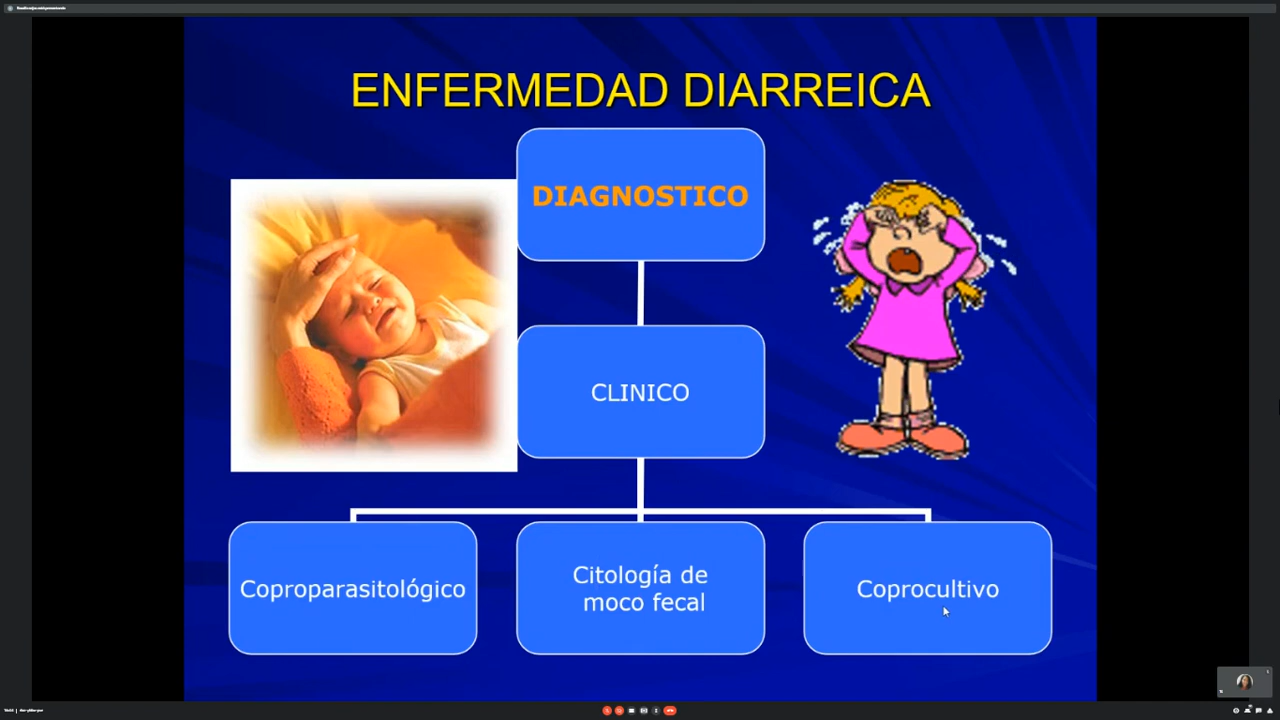 ENFERMEDAD DIARREICA
DIAGNOSTICO
CLINICO
Coproparasitológico
Citología de
moco fecal
Coprocultivo